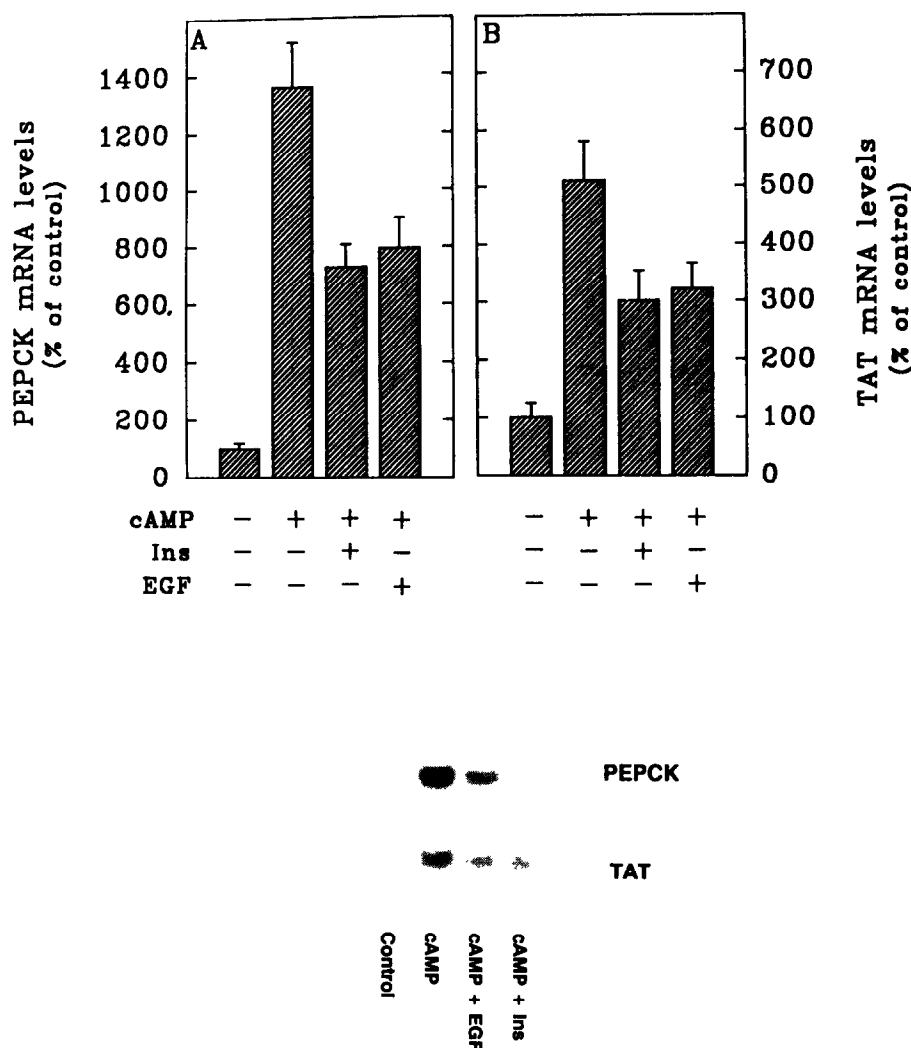 A
B
PEPCK mRNA levels
(% of control)
1400
1200
1000
800
600
400
200
0
700
600
500
400
300
200
100
0
TAT mRNA levels
(% of control)
cAMP − + + + − + + +
Ins − − + − − − + −
EGF − − − + − − − +
PEPCK
TAT
Control
cAMP
cAMP + EGF
cAMP + Ins